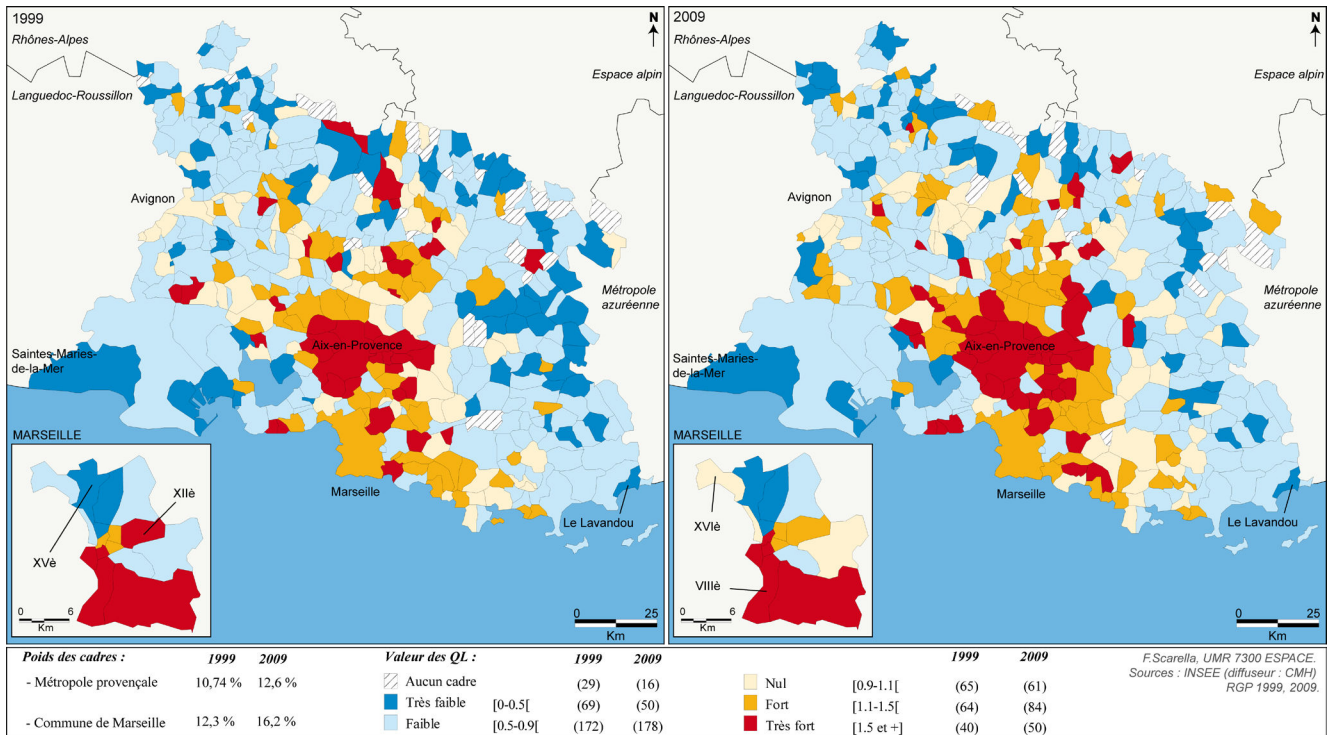 1999
Rhônes-Alpes
Languedoc-Roussillon
N
Espace alpin
Avignon
Métropole
azuréenne
Aix-en-Provence
Saintes-Maries-
de-la-Mer
MARSEILLE
XIIè
XVè
0 6
Km
Marseille
Le Lavandou
0 25
Km
2009
Rhônes-Alpes
Languedoc-Roussillon
N
Espace alpin
Avignon
Métropole
azuréenne
Aix-en-Provence
Saintes-Maries-
de-la-Mer
MARSEILLE
XVIè
VIIIè
0 6
Km
Marseille
Le Lavandou
0 25
Km
Poids des cadres : 1999 2009
- Métropole provençale 10,74 % 12,6 %
- Commune de Marseille 12,3 % 16,2 %
Valeur des QL : 1999 2009
Aucun cadre (29) (16)
Très faible [0-0.5[ (69) (50)
Faible [0.5-0.9[ (172) (178)
1999 2009
Nul [0.9-1.1[ (65) (61)
Fort [1.1-1.5[ (64) (84)
Très fort [1.5 et +] (40) (50)
F.Scarella, UMR 7300 ESPACE.
Sources : INSEE (diffuseur : CMH)
RGP 1999, 2009.